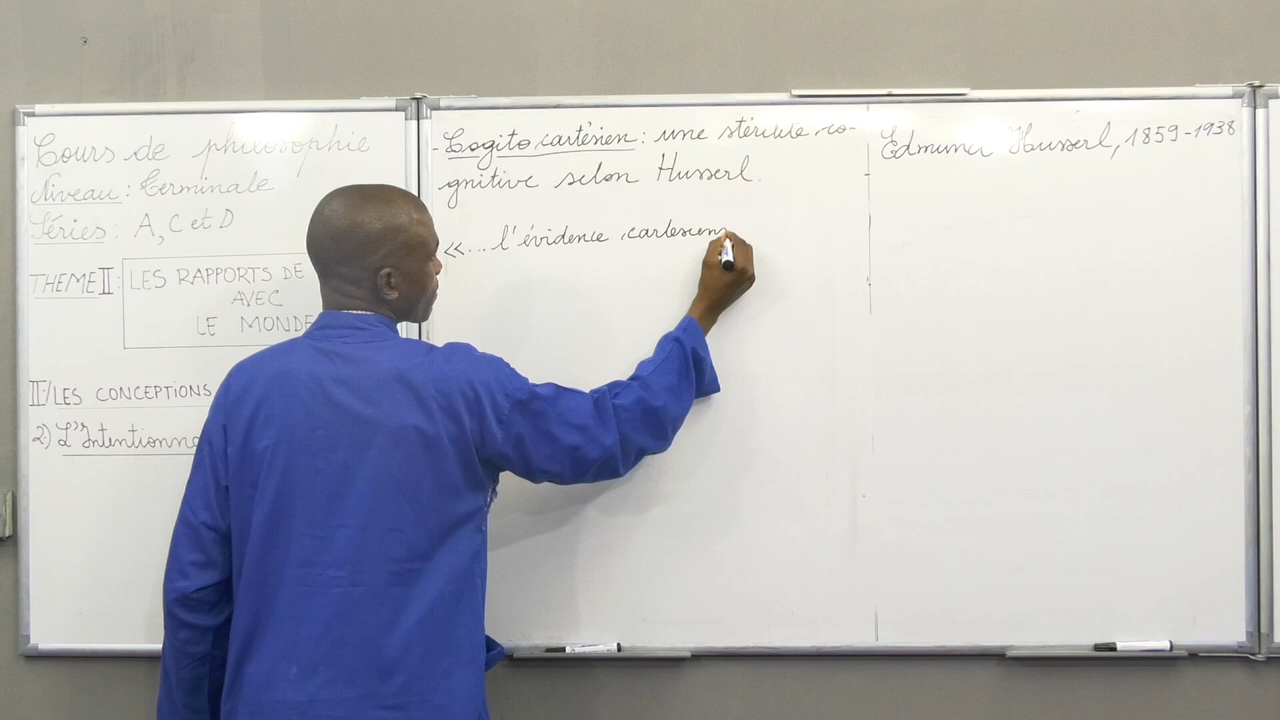 Cours de philosophie
Niveau : Terminale
Séries : A, C et D
THEME II : LES RAPPORTS DE
AVEC
LE MONDE
II-/LES CONCEPTIONS
2) L'Intentionna
- Cogito cartésien : une stérilité co-
gnitive selon Husserl.
<<... l'évidence cartesien
Edmund Husserl, 1859-1938